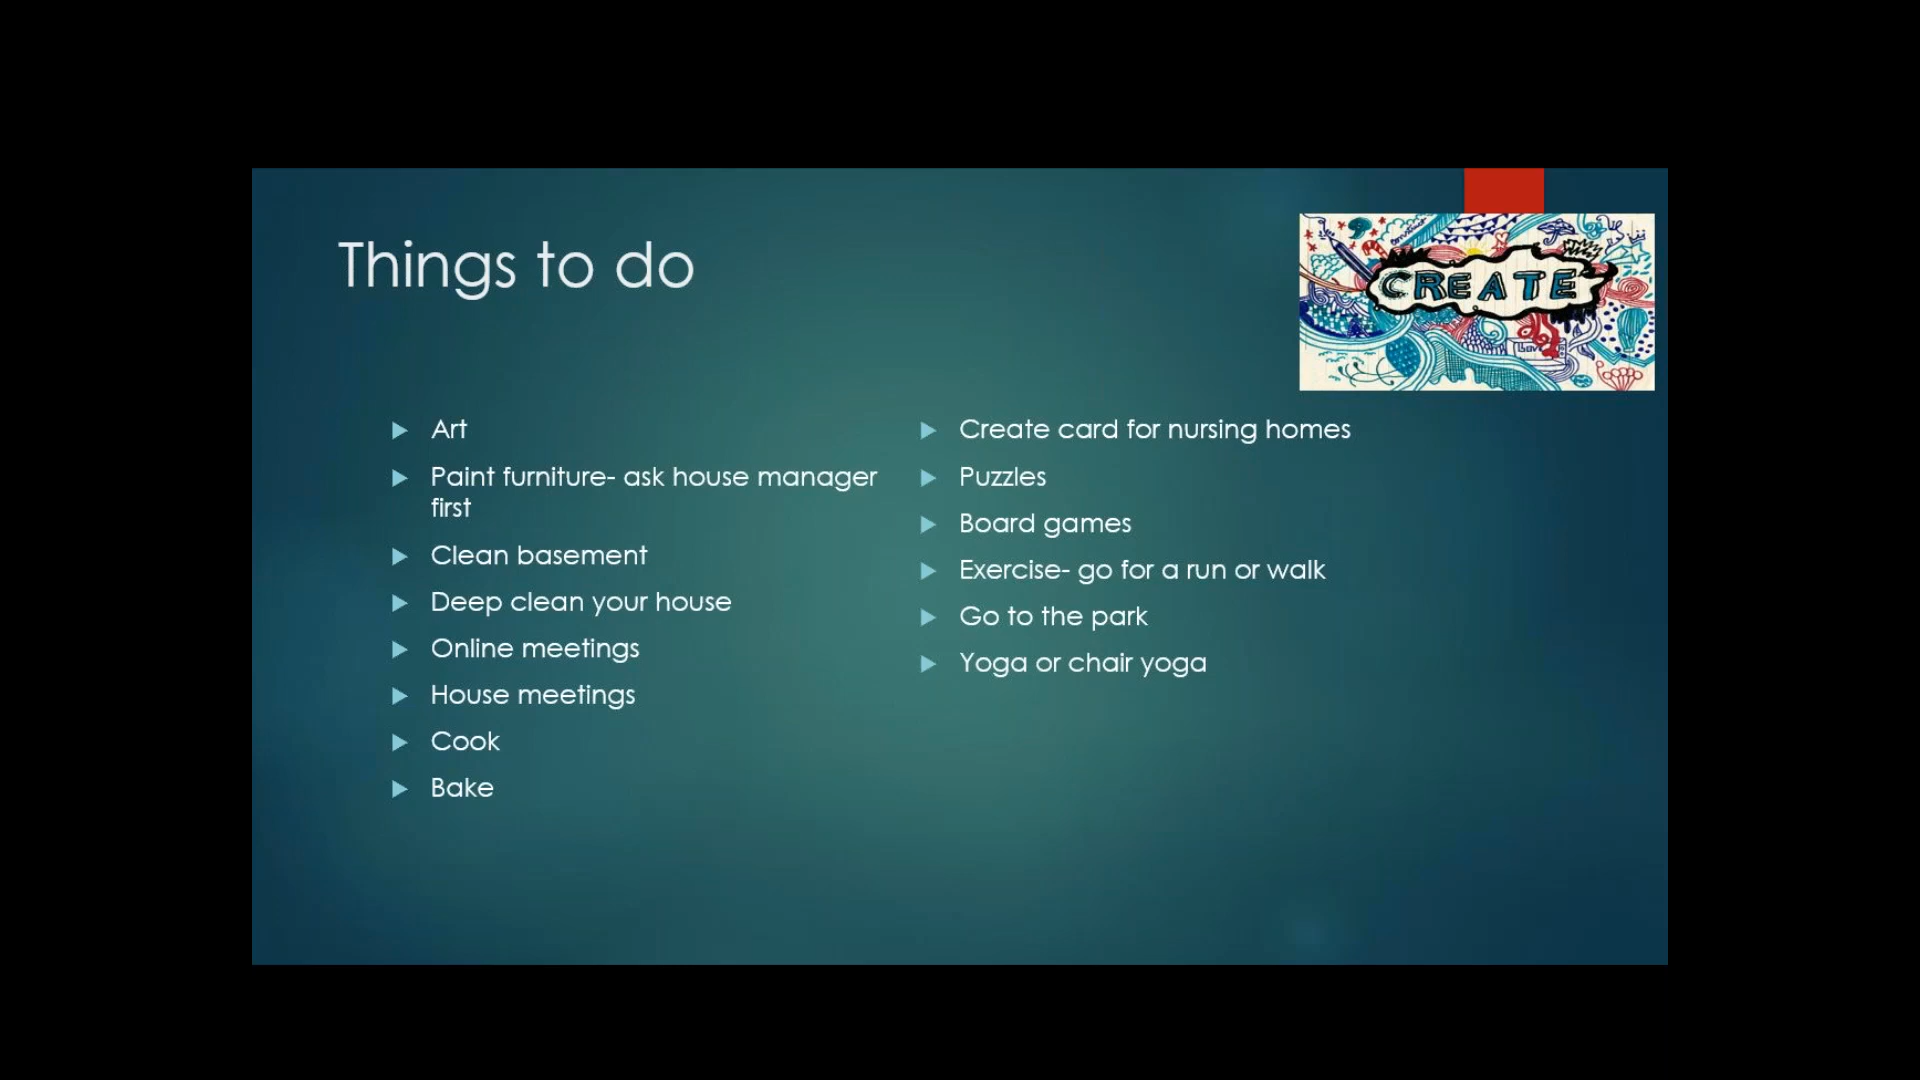 Things to do
CREATE
Art
Paint furniture- ask house manager
first
Clean basement
Deep clean your house
Online meetings
House meetings
Cook
Bake
Create card for nursing homes
Puzzles
Board games
Exercise- go for a run or walk
Go to the park
Yoga or chair yoga